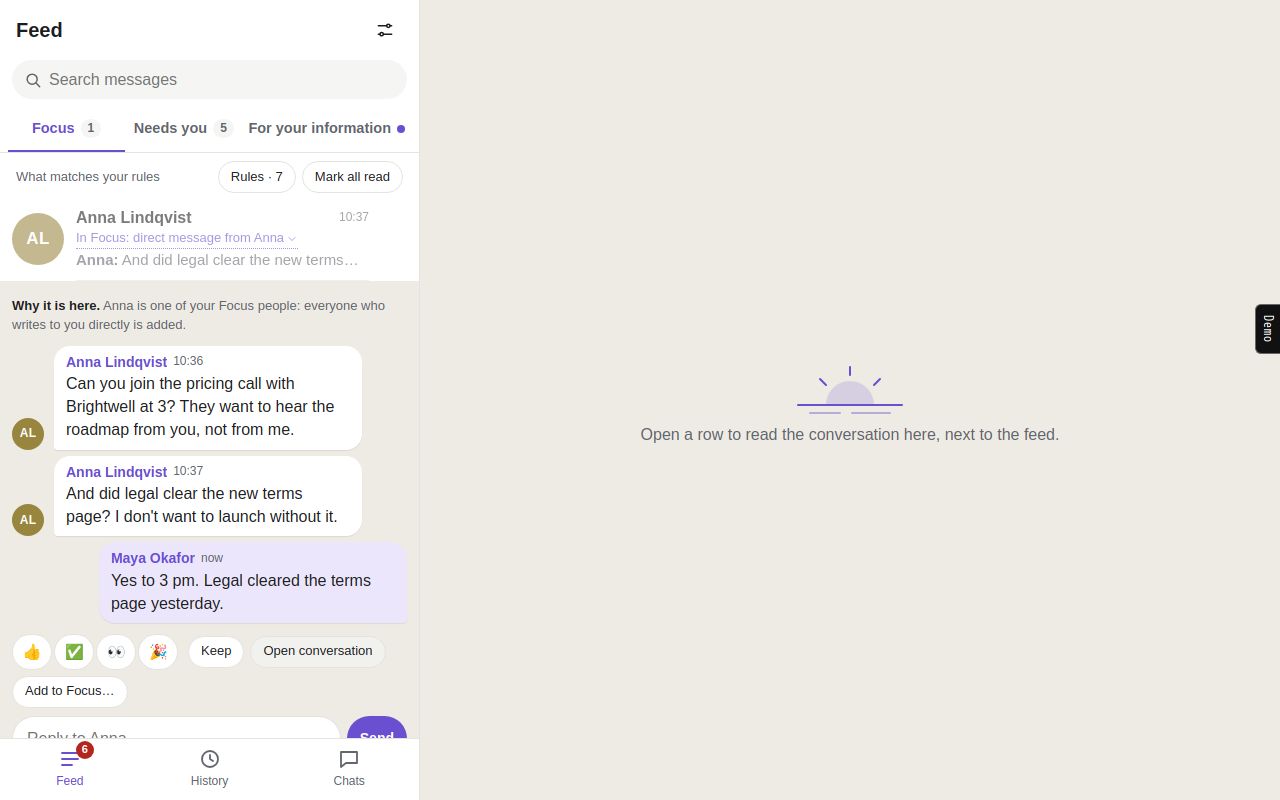 Feed
Search messages
Focus 1 Needs you 5 For your information
What matches your rules Rules · 7 Mark all read
AL Anna Lindqvist 10:37
In Focus: direct message from Anna
Anna: And did legal clear the new terms…
Why it is here. Anna is one of your Focus people: everyone who
writes to you directly is added.
Anna Lindqvist 10:36
Can you join the pricing call with
Brightwell at 3? They want to hear the
roadmap from you, not from me.
AL
Anna Lindqvist 10:37
And did legal clear the new terms
page? I don't want to launch without it.
AL
Maya Okafor now
Yes to 3 pm. Legal cleared the terms
page yesterday.
Keep Open conversation
Add to Focus…
Reply to Anna Send
6
Feed History Chats
Open a row to read the conversation here, next to the feed.
Demo